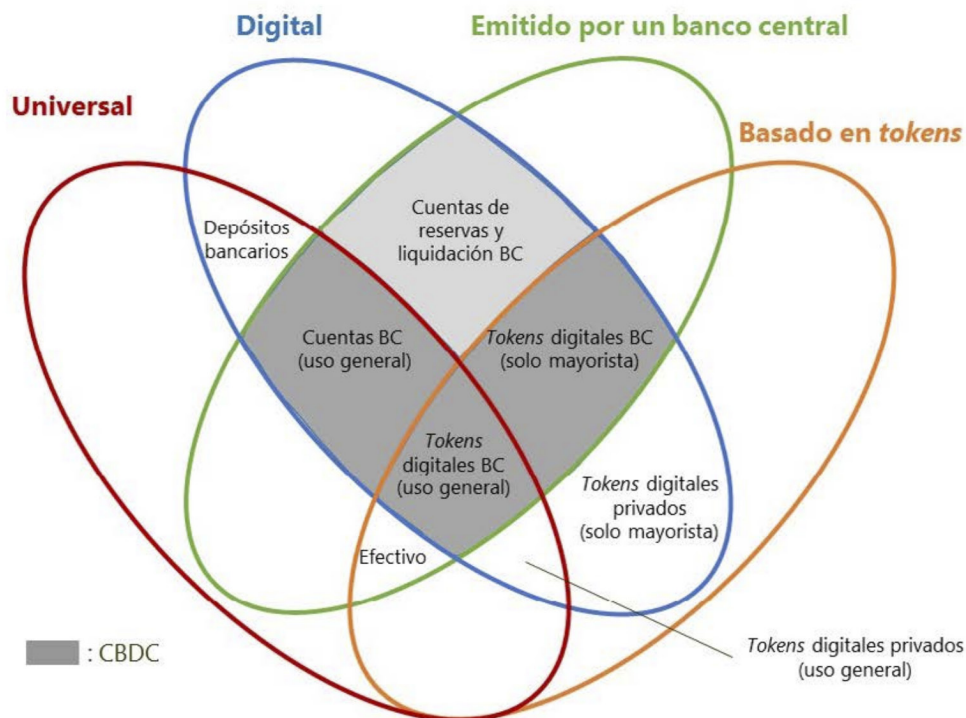 Digital
Emitido por un banco central
Universal
Basado en tokens
Depósitos
bancarios
Cuentas de
reservas y
liquidación BC
Cuentas BC
(uso general)
Tokens digitales BC
(solo mayorista)
Tokens
digitales BC
(uso general)
Tokens digitales
privados
(solo mayorista)
Efectivo
: CBDC
Tokens digitales privados
(uso general)